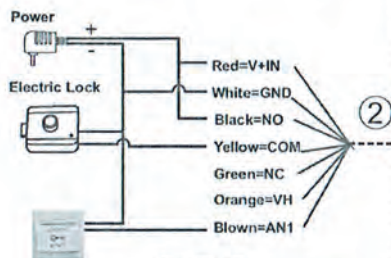 Power
+
-
Electric Lock
Red=V+IN
White=GND
Black=NO
Yellow=COM
Green=NC
Orange=VH
Blown=AN1
2